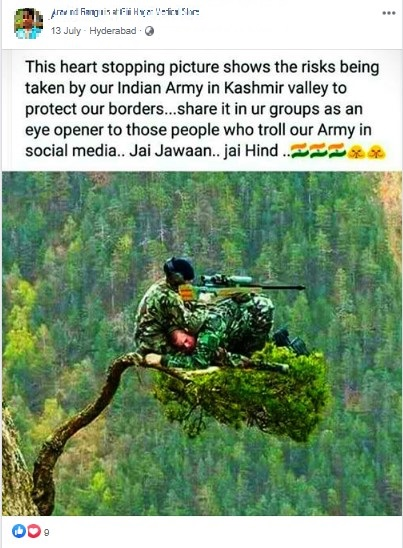 13 July · Hyderabad ·
This heart stopping picture shows the risks being
taken by our Indian Army in Kashmir valley to
protect our borders...share it in ur groups as an
eye opener to those people who troll our Army in
social media.. Jai Jawaan.. jai Hind ..
9